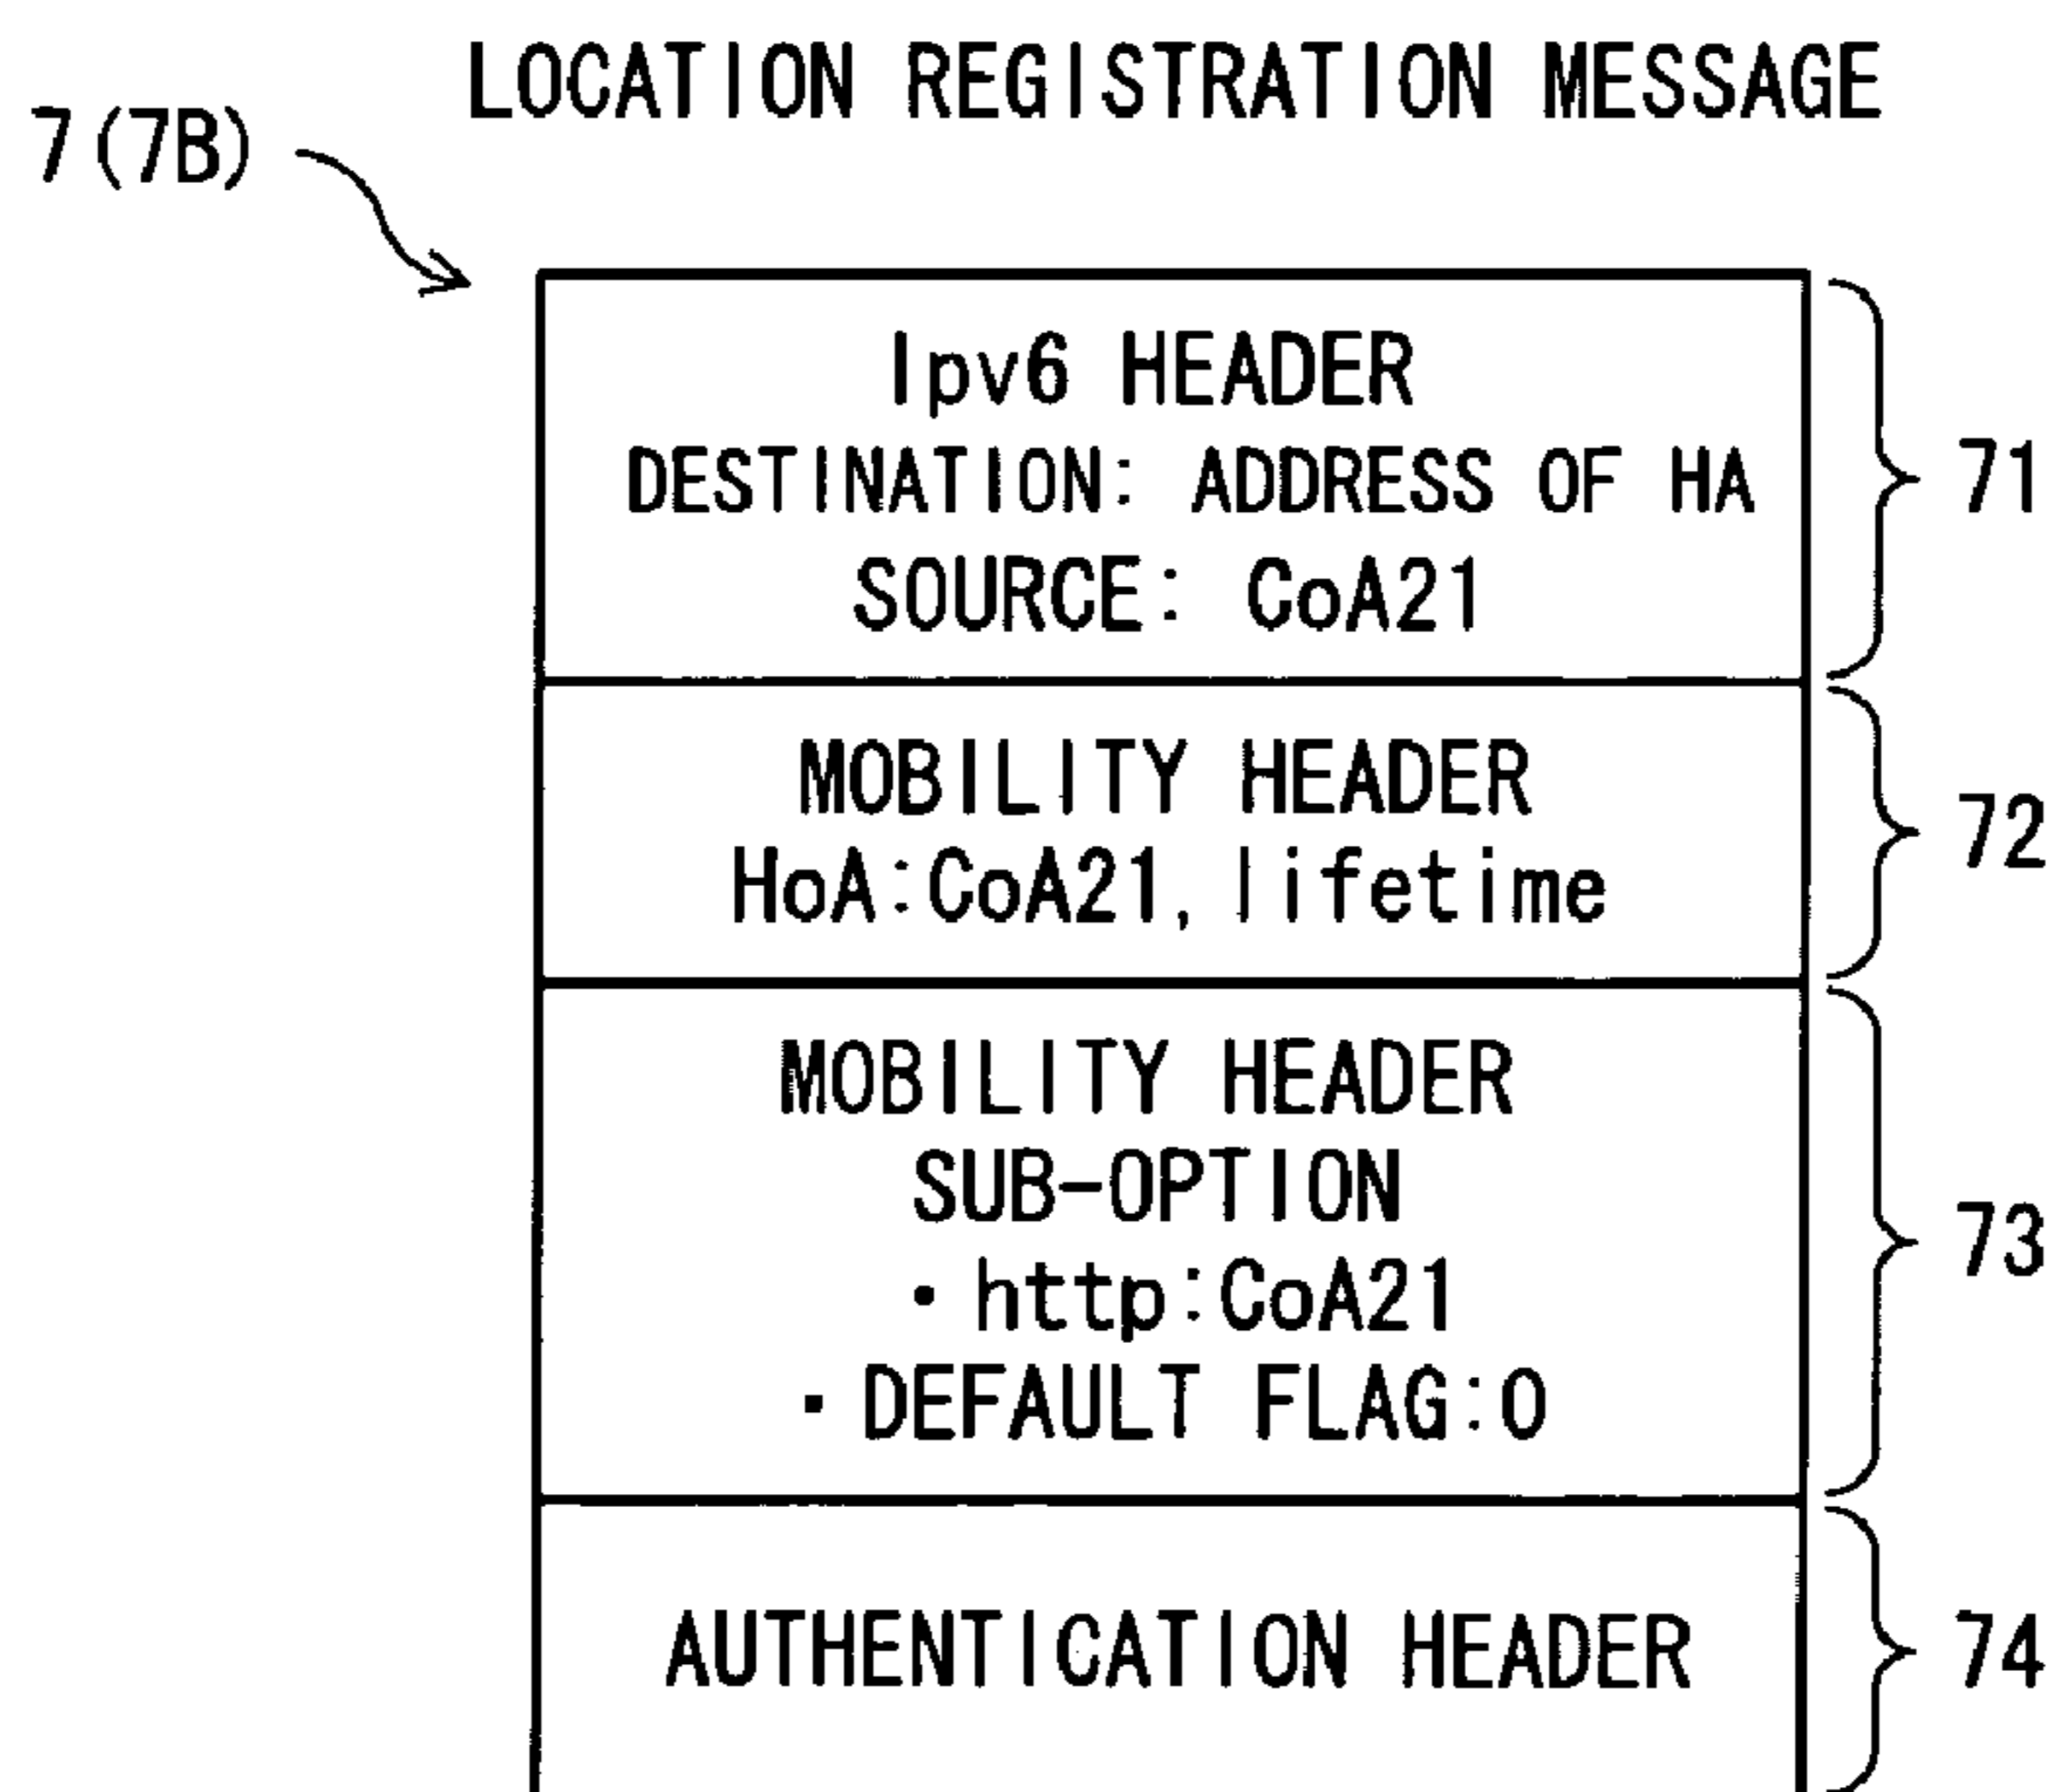 LOCATION REGISTRATION MESSAGE
7(7B)
Ipv6 HEADER
DESTINATION: ADDRESS OF HA
SOURCE: CoA21
71
MOBILITY HEADER
HoA:CoA21, lifetime
72
MOBILITY HEADER
SUB-OPTION
• http:CoA21
• DEFAULT FLAG:0
73
AUTHENTICATION HEADER
74